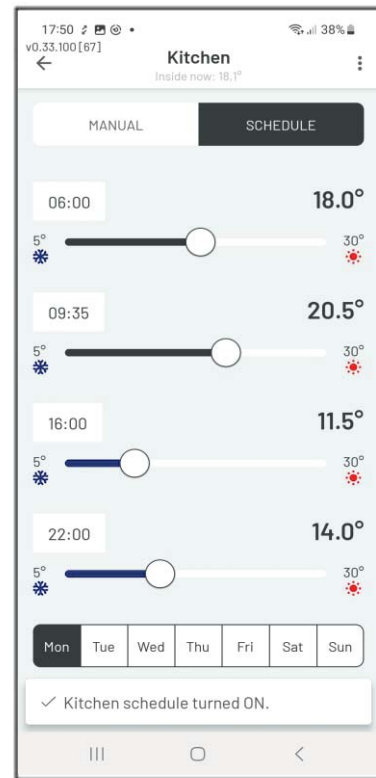 17:50 38%
v0.33.100[67]
Kitchen
Inside now: 18,1°
MANUAL SCHEDULE
06:00 18.0°
5° 30°
09:35 20.5°
5° 30°
16:00 11.5°
5° 30°
22:00 14.0°
5° 30°
Mon Tue Wed Thu Fri Sat Sun
Kitchen schedule turned ON.